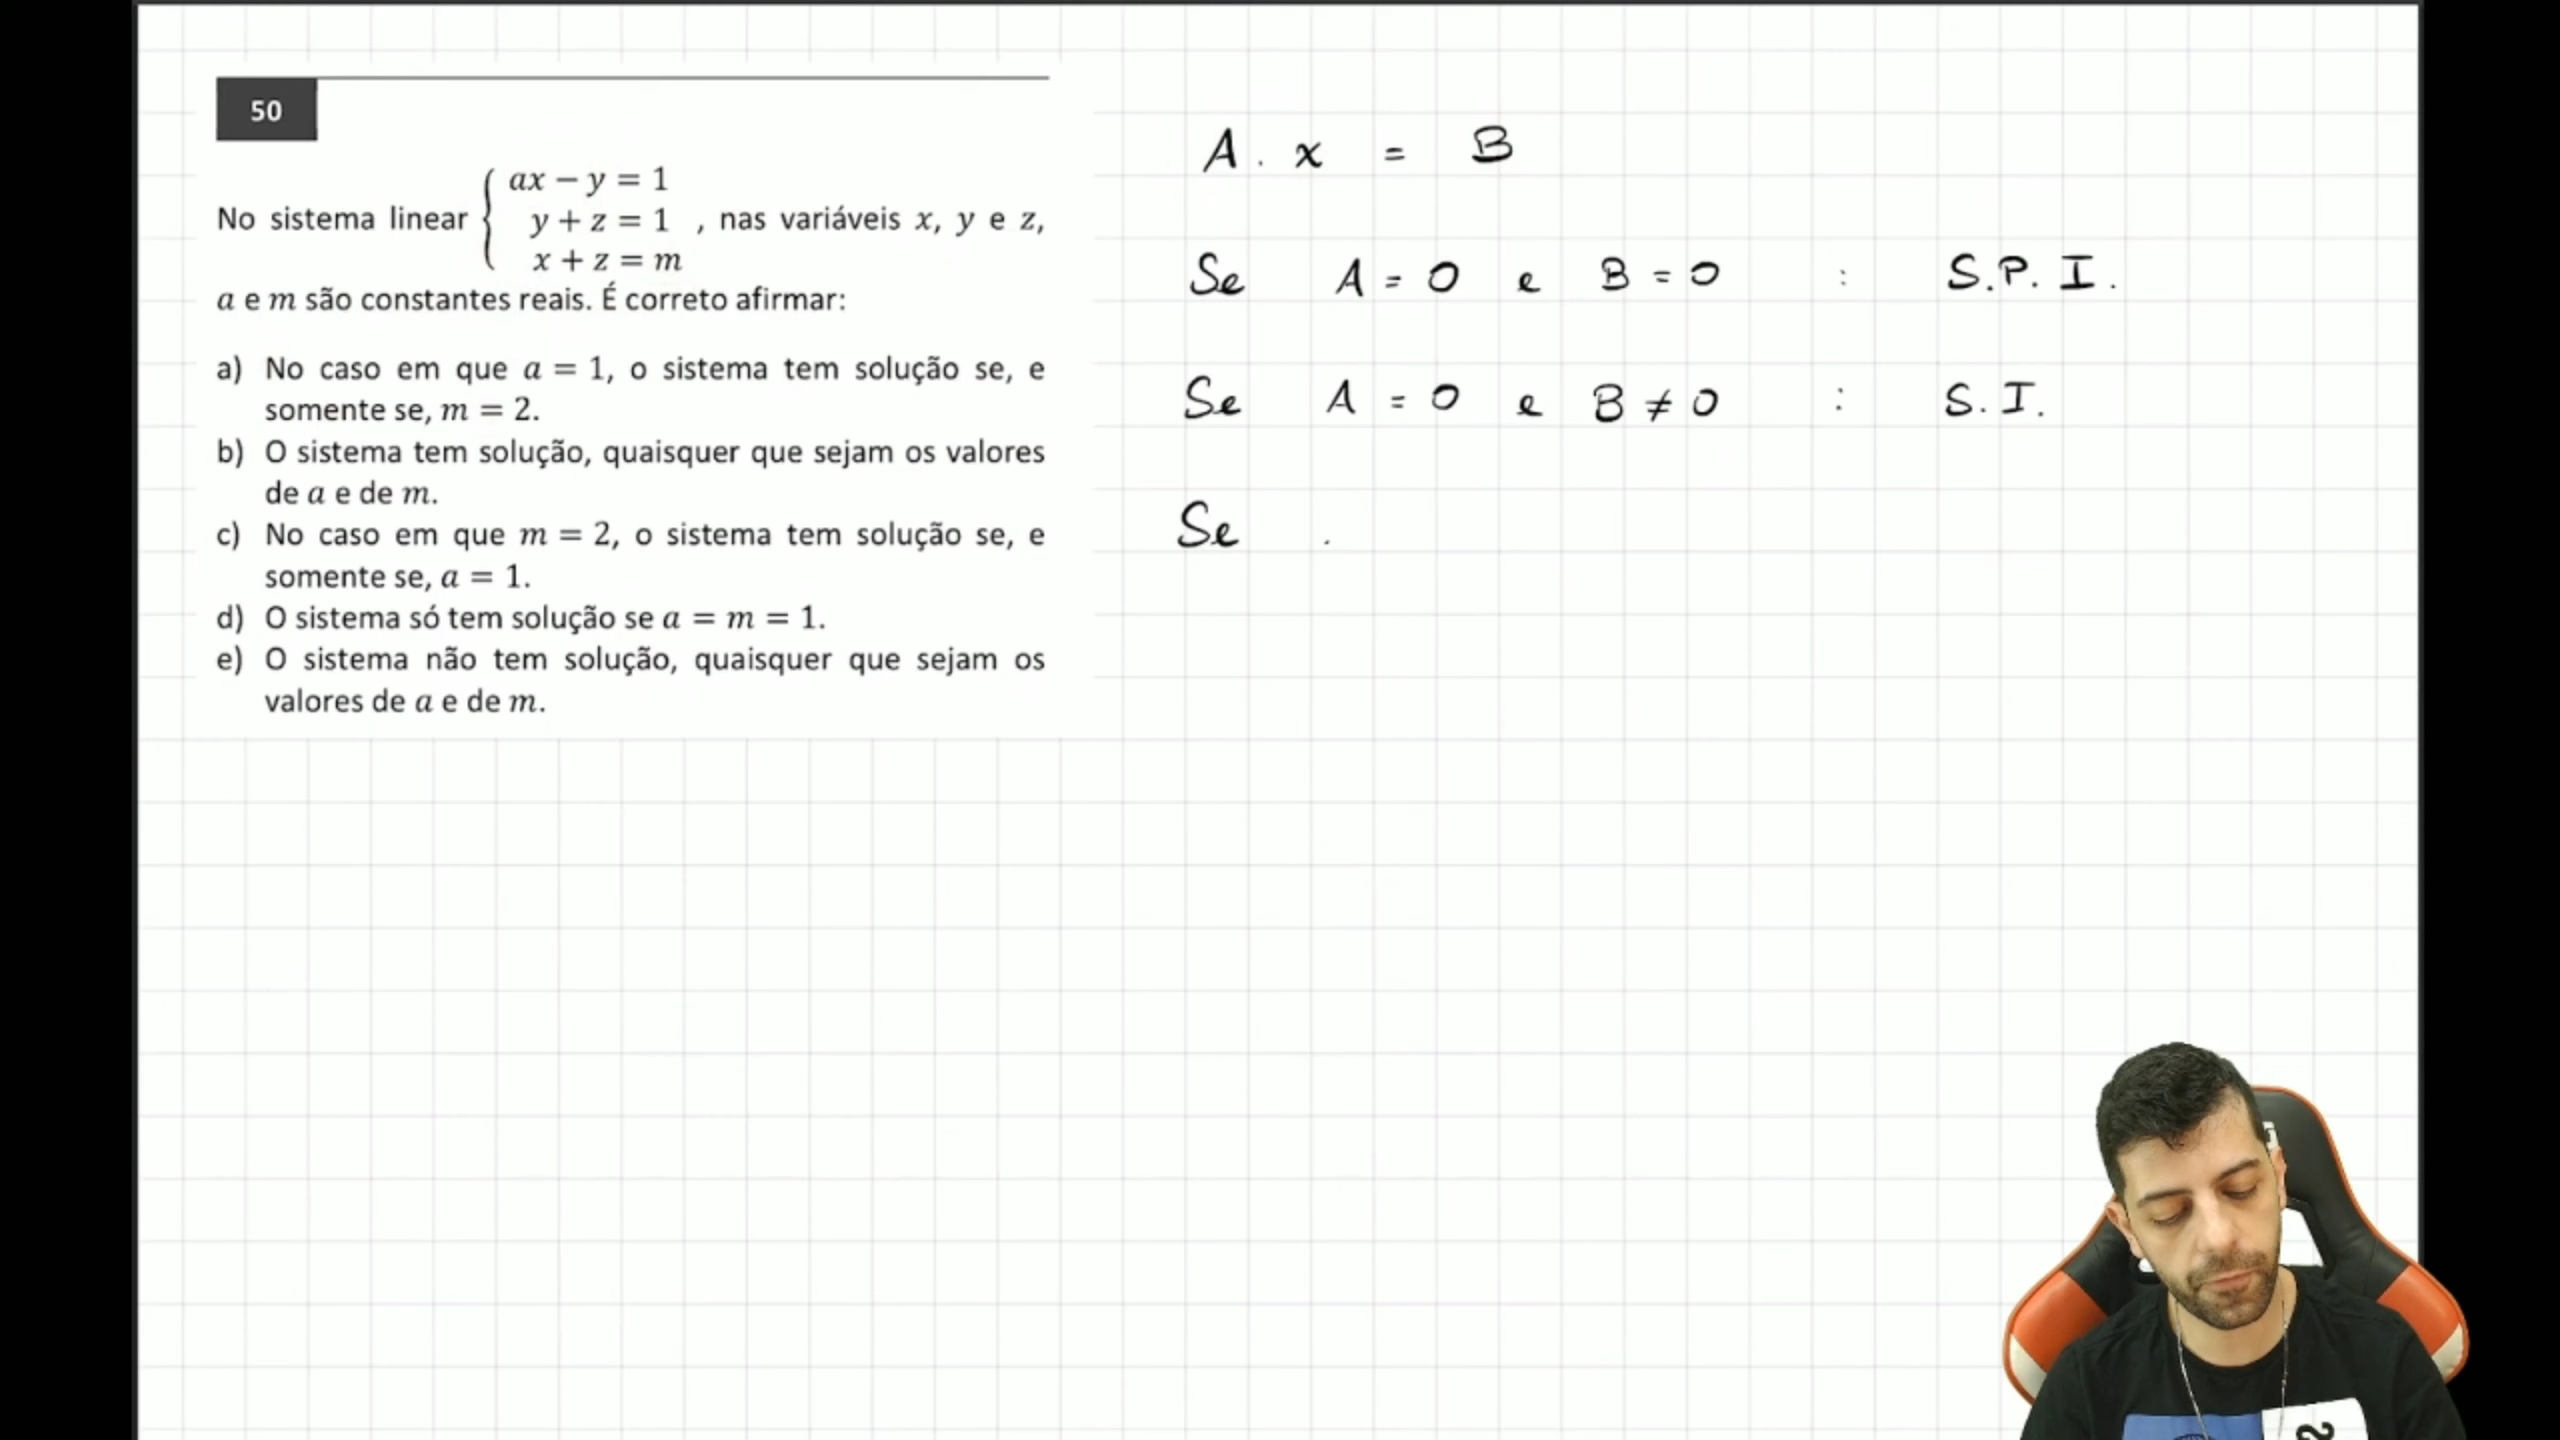 50
No sistema linear { ax − y = 1
y + z = 1 , nas variáveis x, y e z,
x + z = m
a e m são constantes reais. É correto afirmar:
a) No caso em que a = 1, o sistema tem solução se, e
somente se, m = 2.
b) O sistema tem solução, quaisquer que sejam os valores
de a e de m.
c) No caso em que m = 2, o sistema tem solução se, e
somente se, a = 1.
d) O sistema só tem solução se a = m = 1.
e) O sistema não tem solução, quaisquer que sejam os
valores de a e de m.
A . x = B
Se A = 0 e B = 0 : S.P.I.
Se A = 0 e B ≠ 0 : S.I.
Se .